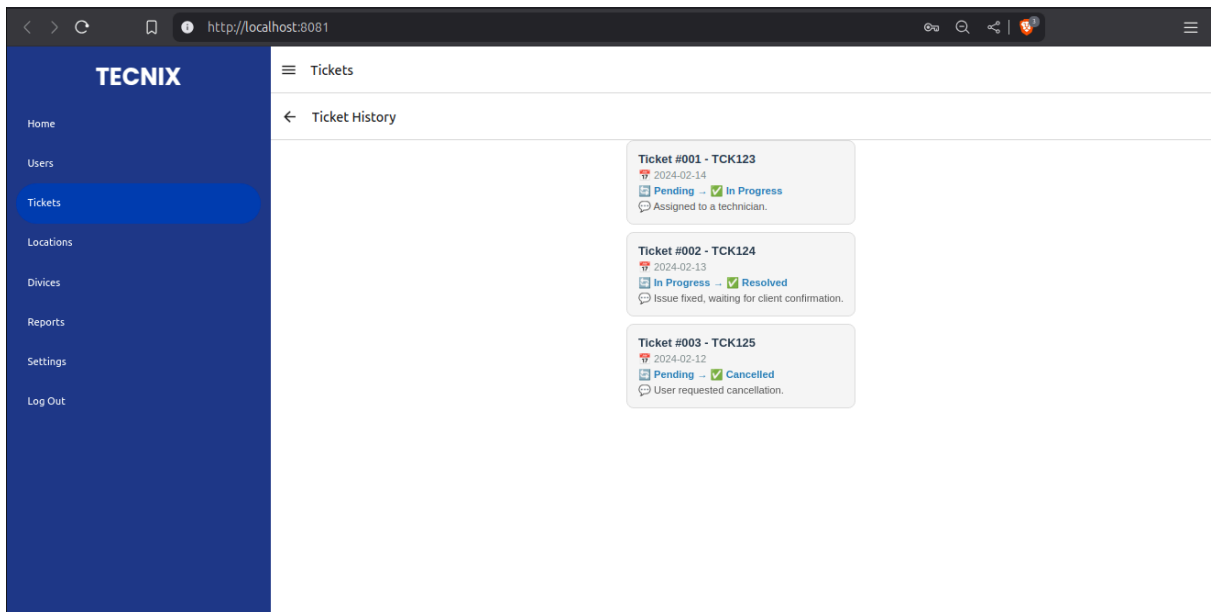 http://localhost:8081
TECNIX
Home
Users
Tickets
Locations
Divices
Reports
Settings
Log Out
Tickets
Ticket History
Ticket #001 - TCK123
📅 2024-02-14
🔄 Pending → ✅ In Progress
💬 Assigned to a technician.
Ticket #002 - TCK124
📅 2024-02-13
🔄 In Progress → ✅ Resolved
💬 Issue fixed, waiting for client confirmation.
Ticket #003 - TCK125
📅 2024-02-12
🔄 Pending → ✅ Cancelled
💬 User requested cancellation.